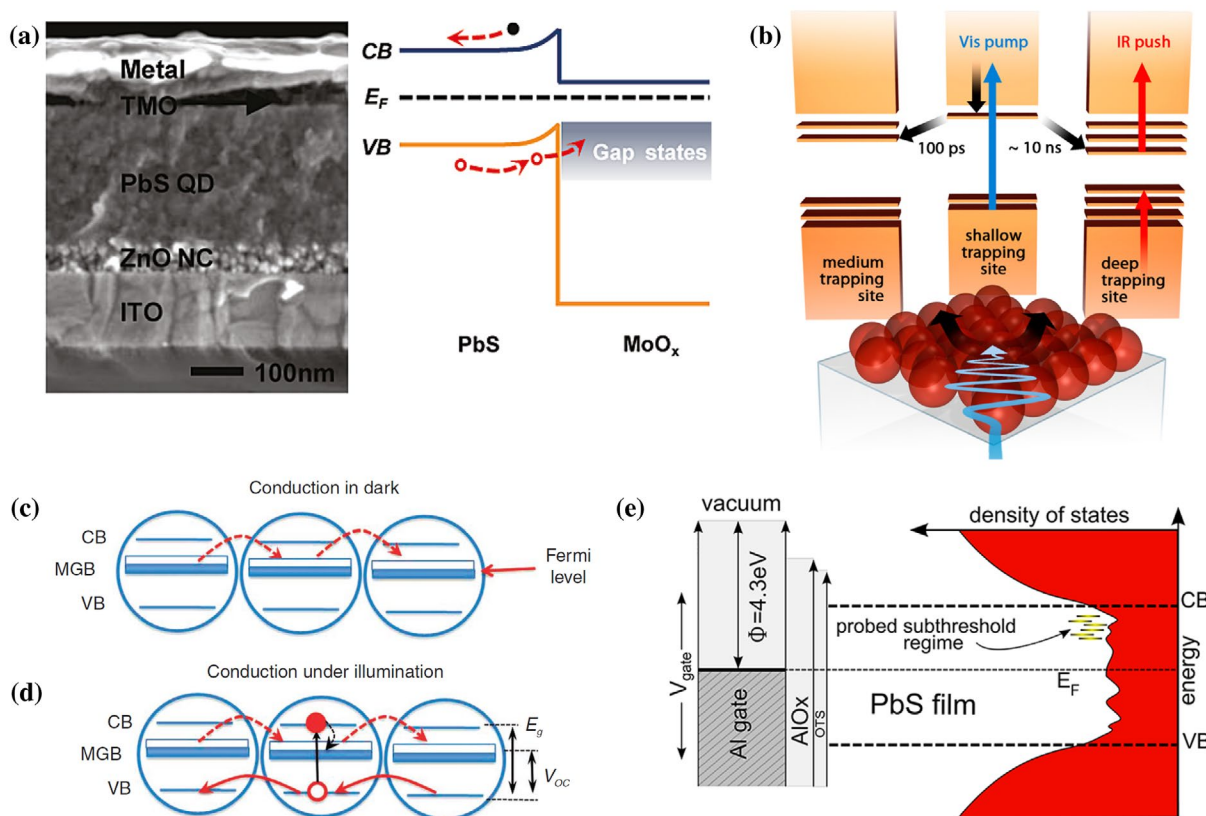 (a)
Metal
TMO
PbS QD
ZnO NC
ITO
100nm
CB
E_F
VB
Gap states
PbS
MoO_x
(b)
Vis pump
IR push
100 ps
~ 10 ns
medium
trapping
site
shallow
trapping
site
deep
trapping
site
(c)
Conduction in dark
CB
MGB
VB
Fermi
level
(d)
Conduction under illumination
CB
MGB
VB
E_g
V_OC
(e)
vacuum
density of states
Φ=4.3eV
V_gate
Al gate
AlOx
OTS
probed subthreshold
regime
E_F
PbS film
CB
energy
VB